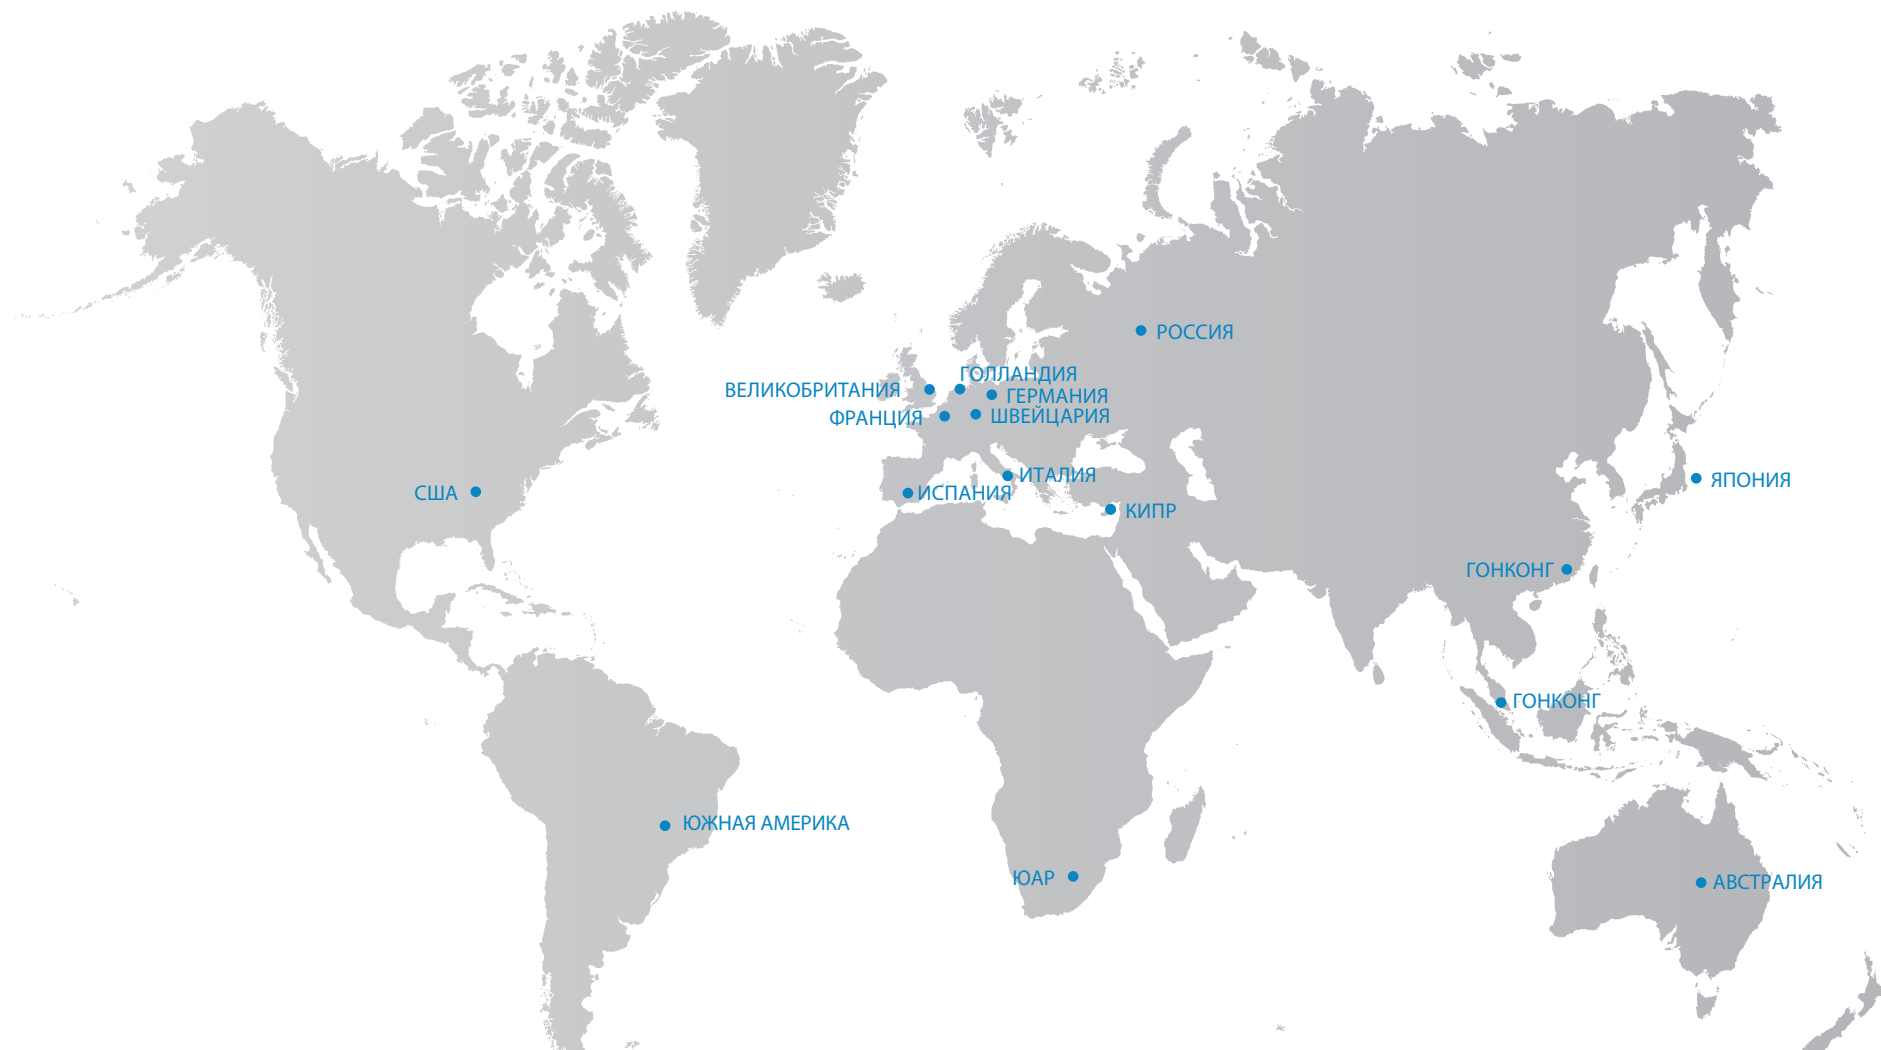 РОССИЯ
ГОЛЛАНДИЯ
ВЕЛИКОБРИТАНИЯ
ГЕРМАНИЯ
ФРАНЦИЯ
ШВЕЙЦАРИЯ
ИТАЛИЯ
ЯПОНИЯ
США
ИСПАНИЯ
КИПР
ГОНКОНГ
ГОНКОНГ
ЮЖНАЯ АМЕРИКА
ЮАР
АВСТРАЛИЯ